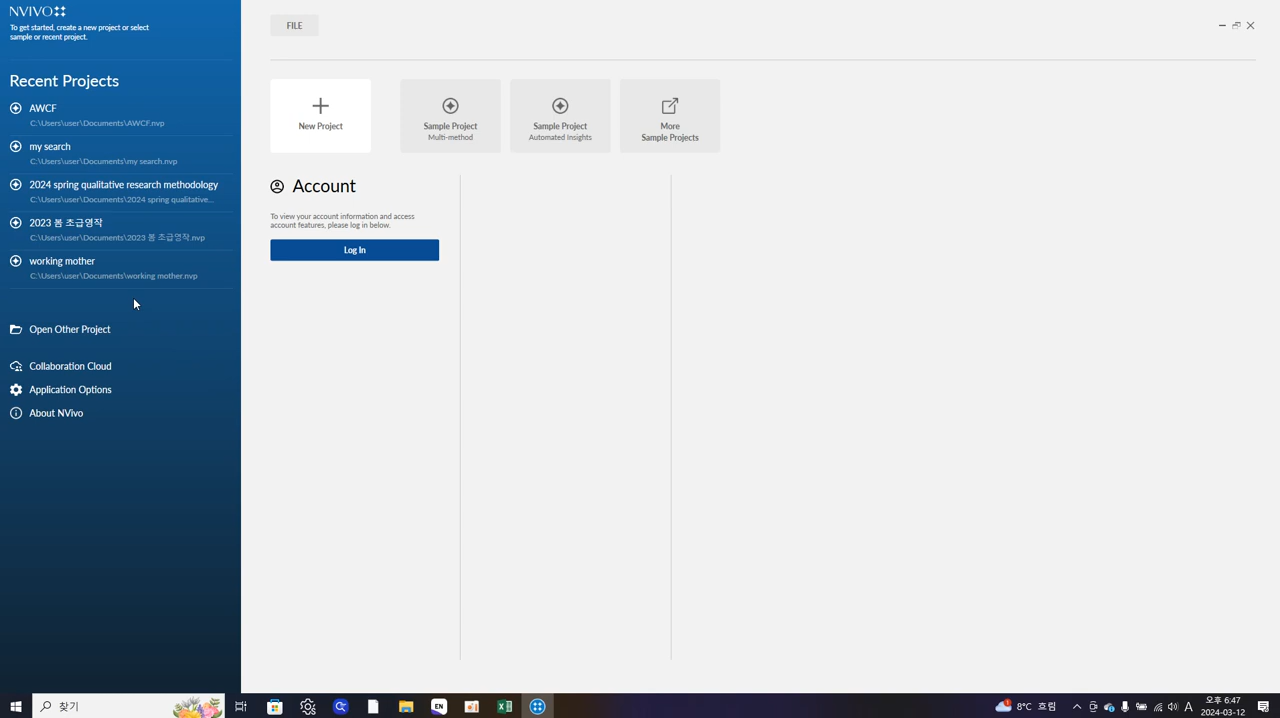 NVIVO
To get started, create a new project or select
sample or recent project.
Recent Projects
AWCF
C:\Users\user\Documents\AWCF.nvp
my search
C:\Users\user\Documents\my search.nvp
2024 spring qualitative research methodology
C:\Users\user\Documents\2024 spring qualitative...
2023 봄 초급영작
C:\Users\user\Documents\2023 봄 초급영작.nvp
working mother
C:\Users\user\Documents\working mother.nvp
Open Other Project
Collaboration Cloud
Application Options
About NVivo
FILE
New Project
Sample Project
Multi-method
Sample Project
Automated Insights
More
Sample Projects
Account
To view your account information and access
account features, please log in below.
Log In
찾기
EN
8°C 흐림
A
오후 6:47
2024-03-12